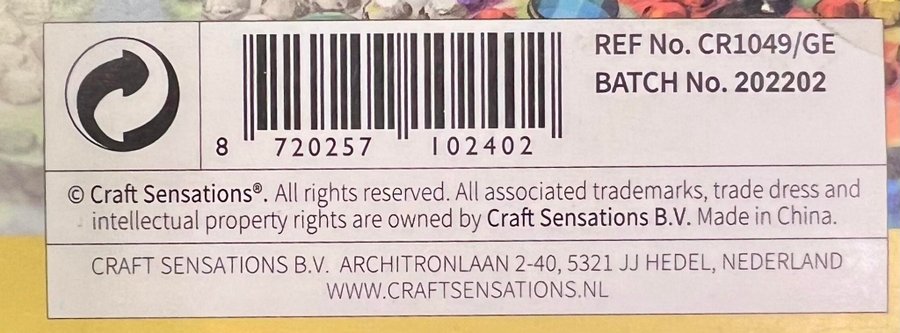 REF No. CR1049/GE
BATCH No. 202202
8 720257 102402
© Craft Sensations®. All rights reserved. All associated trademarks, trade dress and
intellectual property rights are owned by Craft Sensations B.V. Made in China.
CRAFT SENSATIONS B.V. ARCHITRONLAAN 2-40, 5321 JJ HEDEL, NEDERLAND
WWW.CRAFTSENSATIONS.NL